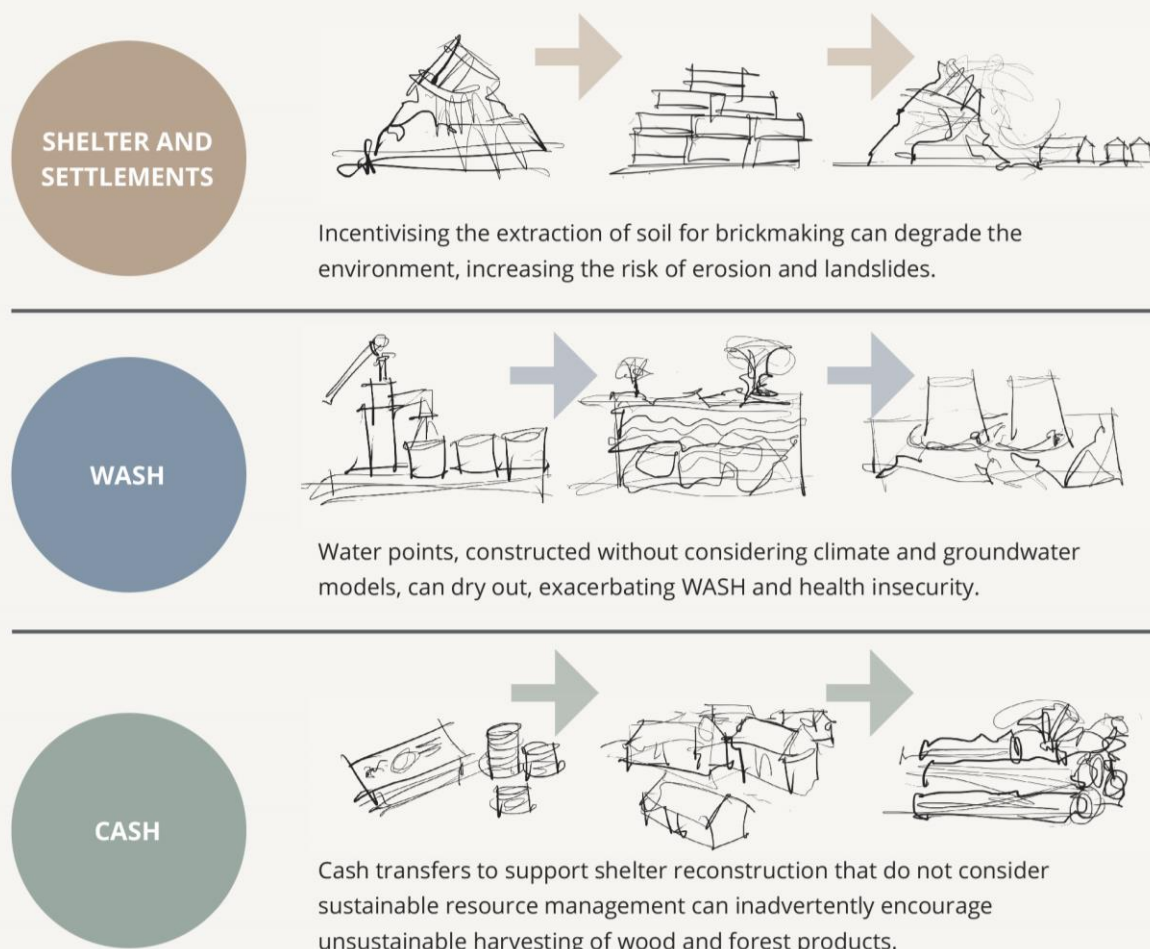 SHELTER AND
SETTLEMENTS
Incentivising the extraction of soil for brickmaking can degrade the
environment, increasing the risk of erosion and landslides.
WASH
Water points, constructed without considering climate and groundwater
models, can dry out, exacerbating WASH and health insecurity.
CASH
Cash transfers to support shelter reconstruction that do not consider
sustainable resource management can inadvertently encourage
unsustainable harvesting of wood and forest products.